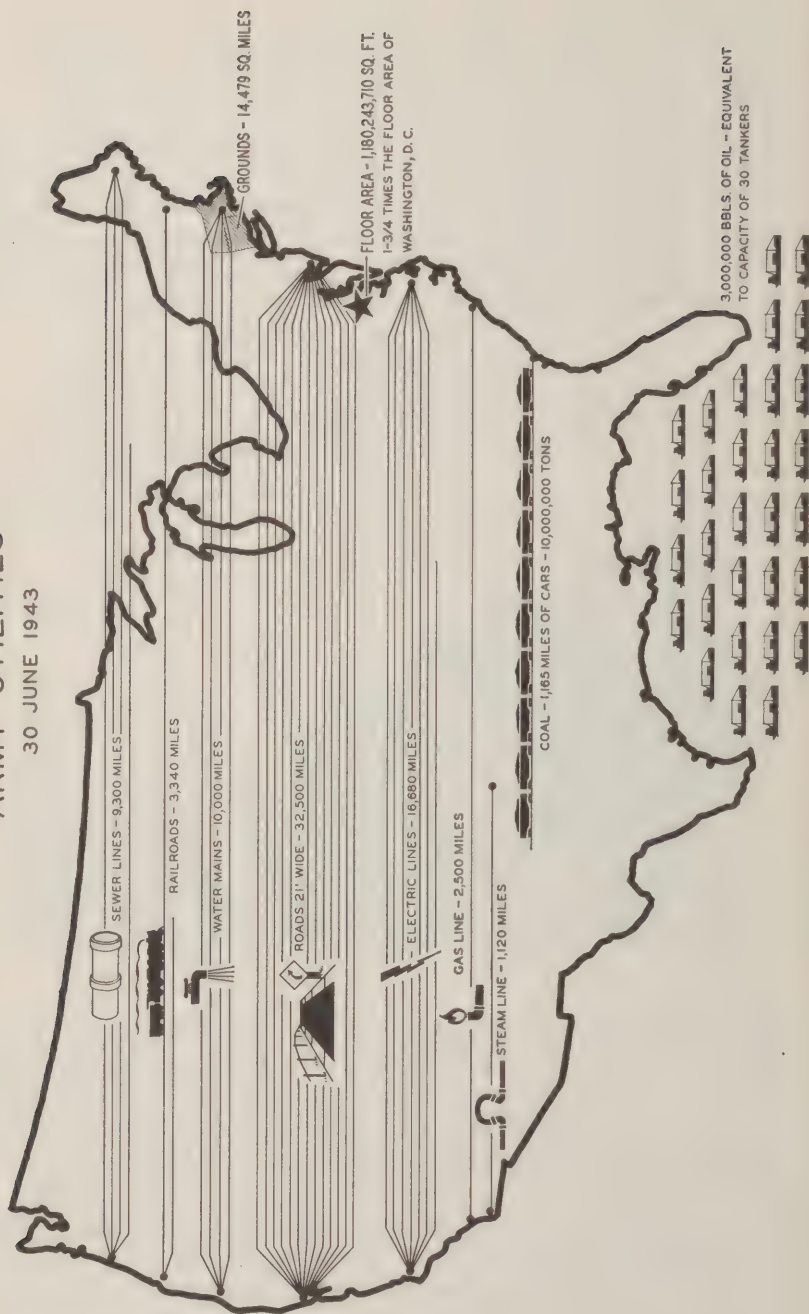 ARMY UTILITIES
30 JUNE 1943
SEWER LINES - 9,300 MILES
RAILROADS - 3,340 MILES
WATER MAINS - 10,000 MILES
GROUNDS - 14,479 SQ. MILES
ROADS 21' WIDE - 32,500 MILES
FLOOR AREA - 1,180,243,710 SQ. FT.
1-3/4 TIMES THE FLOOR AREA OF
WASHINGTON, D. C.
ELECTRIC LINES - 16,680 MILES
GAS LINE - 2,500 MILES
STEAM LINE - 1,120 MILES
COAL - 1,165 MILES OF CARS - 10,000,000 TONS
3,000,000 BBLS. OF OIL - EQUIVALENT
TO CAPACITY OF 30 TANKERS